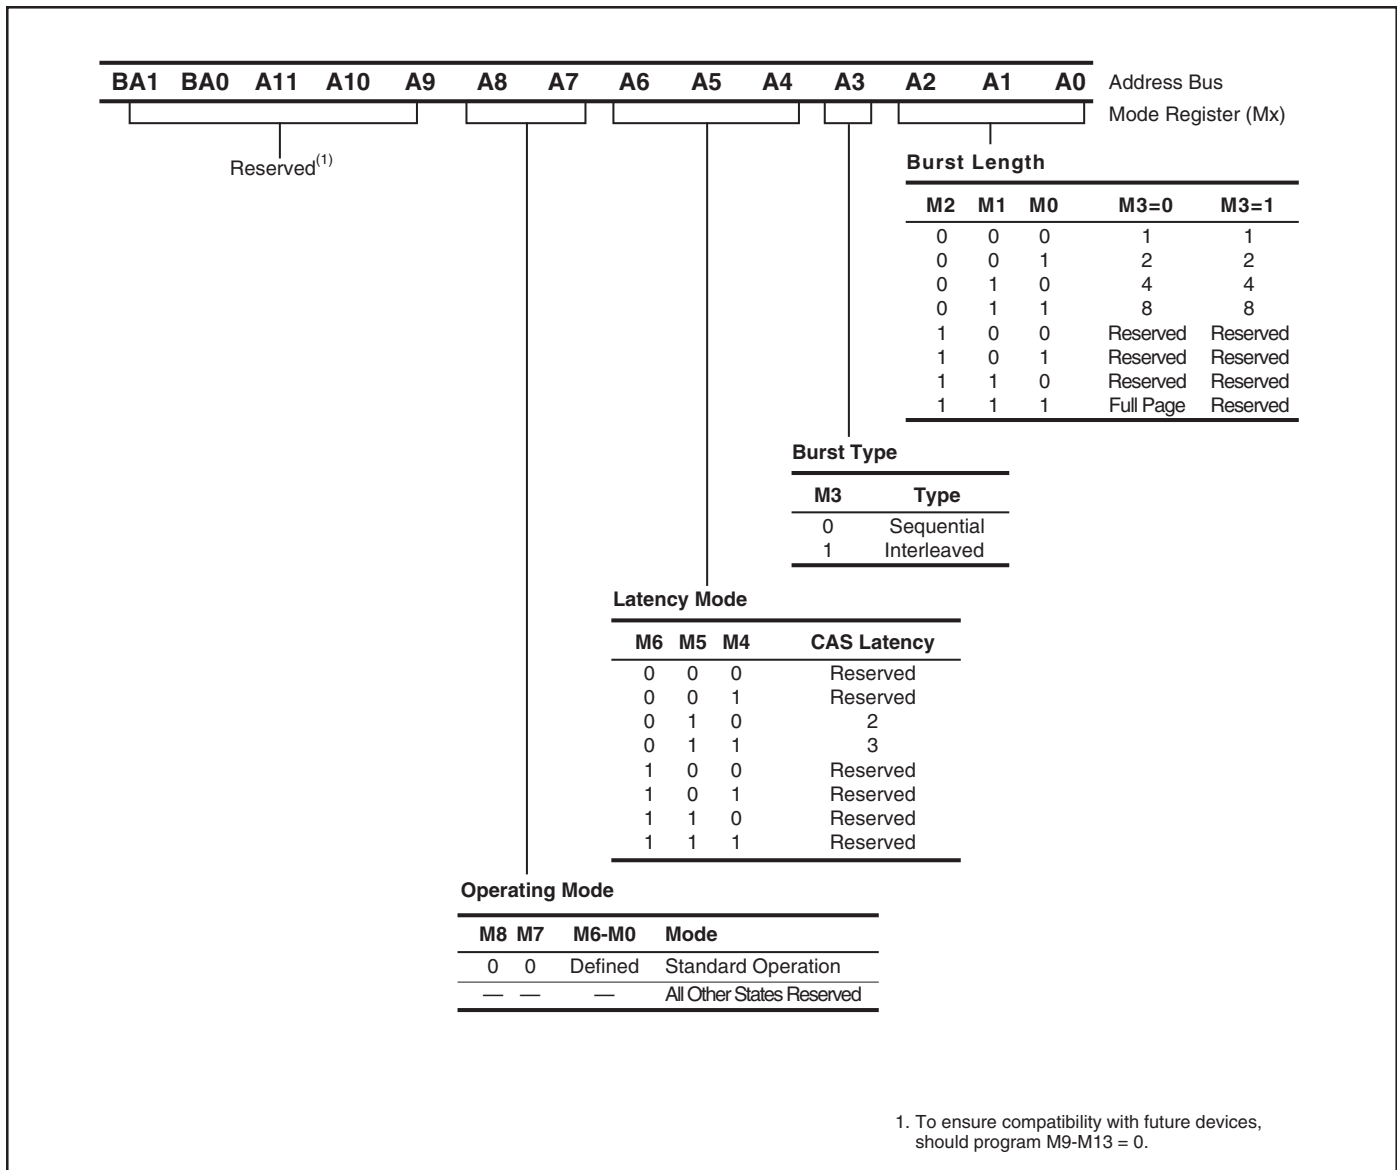 BA1 BA0 A11 A10 A9 A8 A7 A6 A5 A4 A3 A2 A1 A0 Address Bus
Mode Register (Mx)
Reserved(1)
Burst Length
M2 M1 M0 M3=0 M3=1
0 0 0 1 1
0 0 1 2 2
0 1 0 4 4
0 1 1 8 8
1 0 0 Reserved Reserved
1 0 1 Reserved Reserved
1 1 0 Reserved Reserved
1 1 1 Full Page Reserved
Burst Type
M3 Type
0 Sequential
1 Interleaved
Latency Mode
M6 M5 M4 CAS Latency
0 0 0 Reserved
0 0 1 Reserved
0 1 0 2
0 1 1 3
1 0 0 Reserved
1 0 1 Reserved
1 1 0 Reserved
1 1 1 Reserved
Operating Mode
M8 M7 M6-M0 Mode
0 0 Defined Standard Operation
— — — All Other States Reserved
1. To ensure compatibility with future devices,
should program M9-M13 = 0.